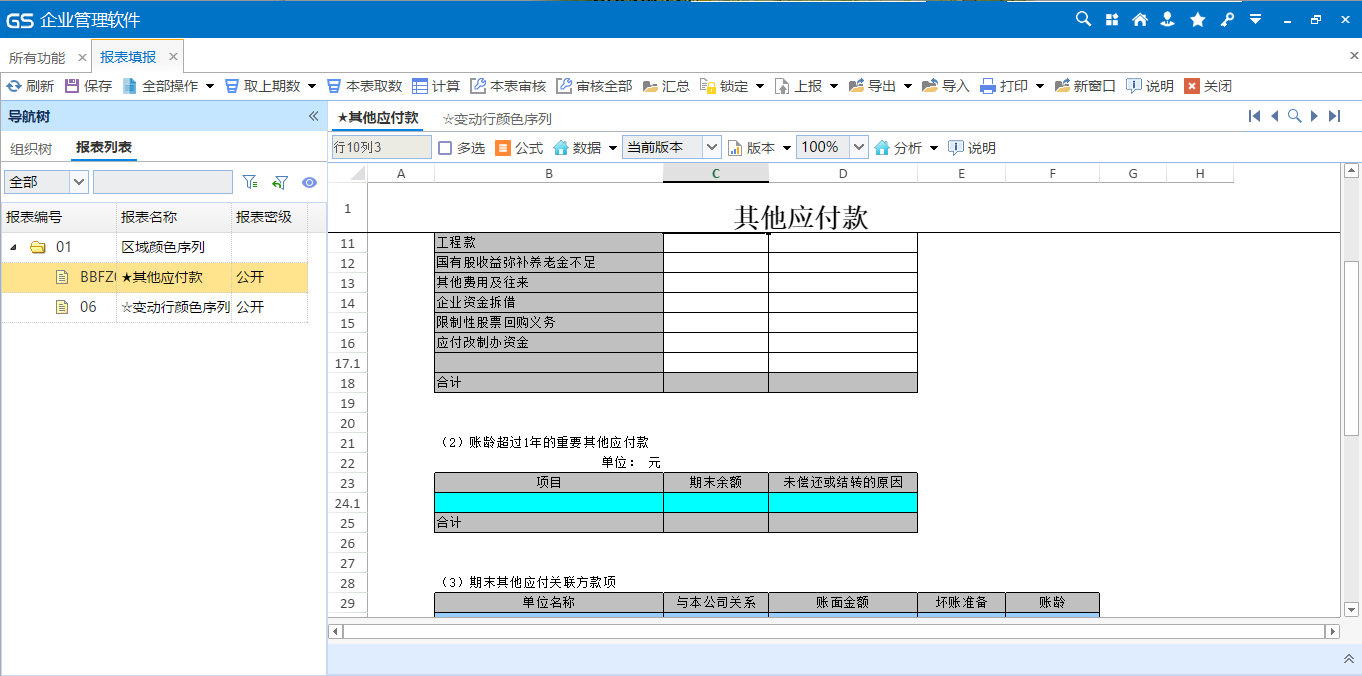 GS 企业管理软件
所有功能 报表填报
刷新 保存 全部操作 取上期数 本表取数 计算 本表审核 审核全部 汇总 锁定 上报 导出 导入 打印 新窗口 说明 关闭
导航树
★其他应付款 ☆变动行颜色序列
组织树 报表列表
行10列3 多选 公式 数据 当前版本 版本 100% 分析 说明
全部
A B C D E F G H
报表编号 报表名称 报表密级
1 其他应付款
01 区域颜色序列
BBFZ ★其他应付款 公开
06 ☆变动行颜色序列 公开
11 工程款
12 国有股收益弥补养老金不足
13 其他费用及往来
14 企业资金拆借
15 限制性股票回购义务
16 应付改制办资金
17.1
18 合计
19
20
21 （2）账龄超过1年的重要其他应付款
22 单位： 元
23 项目 期末余额 未偿还或结转的原因
24.1
25 合计
26
27
28 （3）期末其他应付关联方款项
29 单位名称 与本公司关系 账面金额 坏账准备 账龄